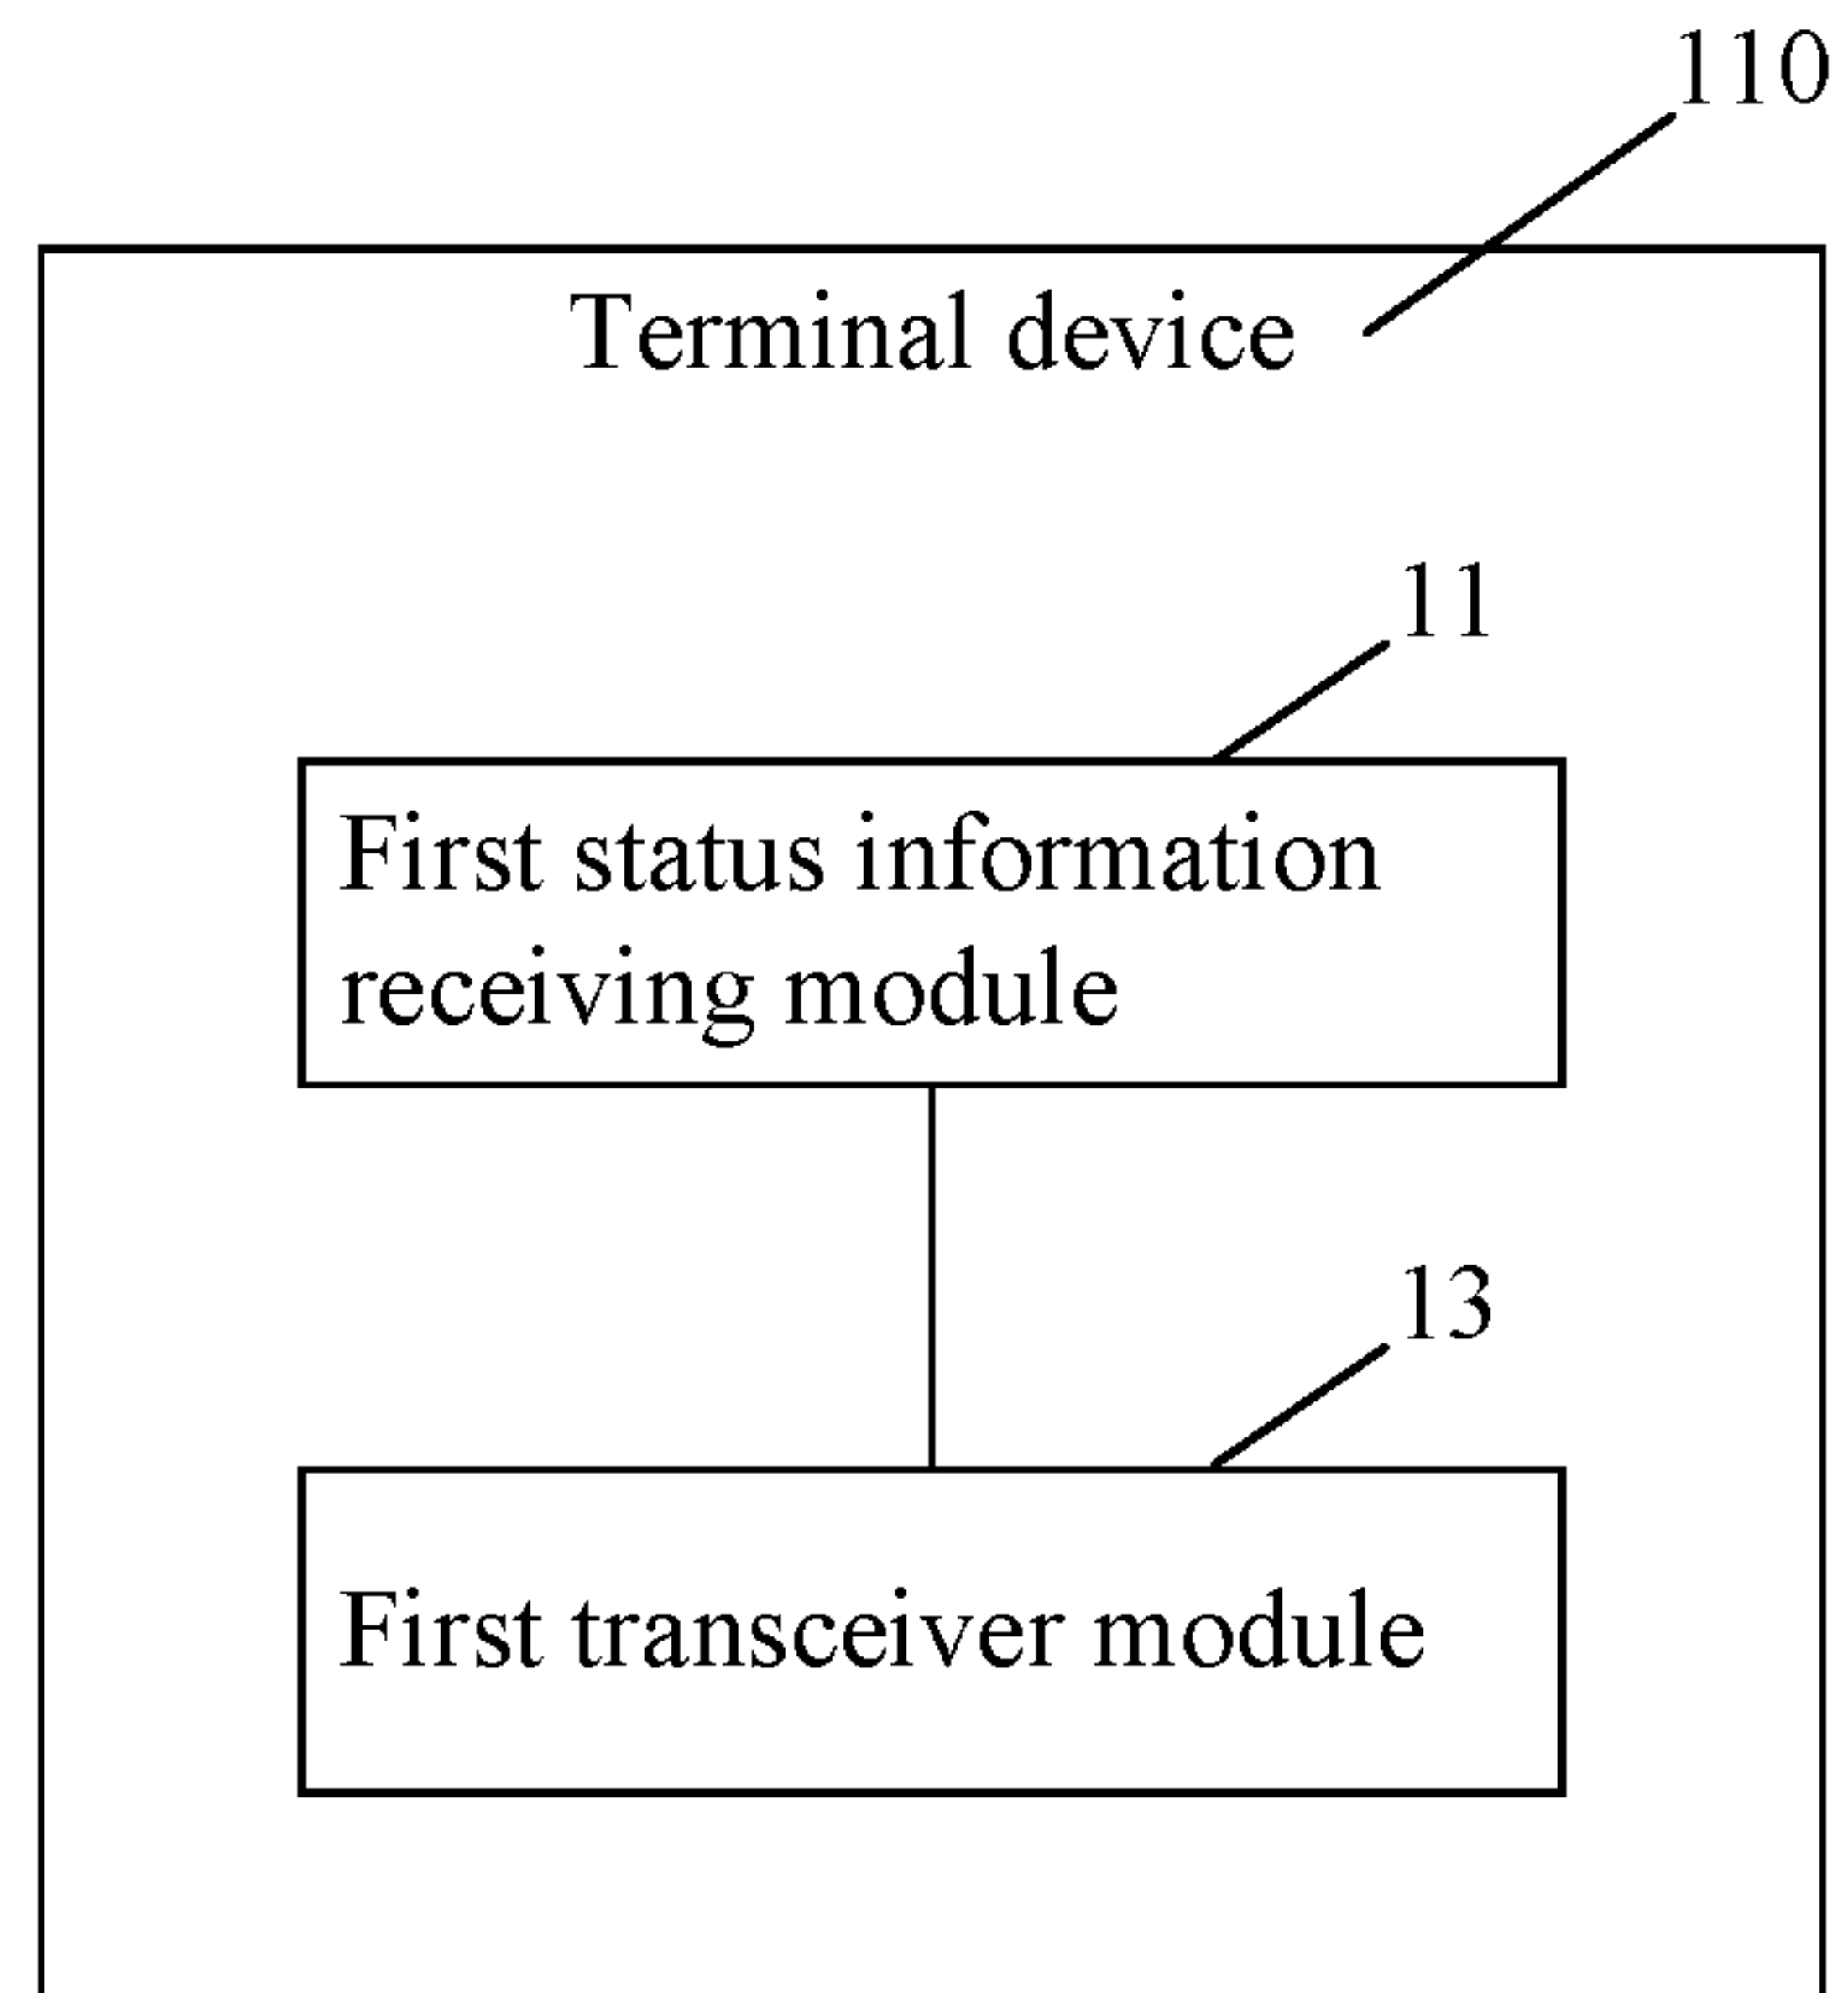 110
Terminal device
11
First status information
receiving module
13
First transceiver module